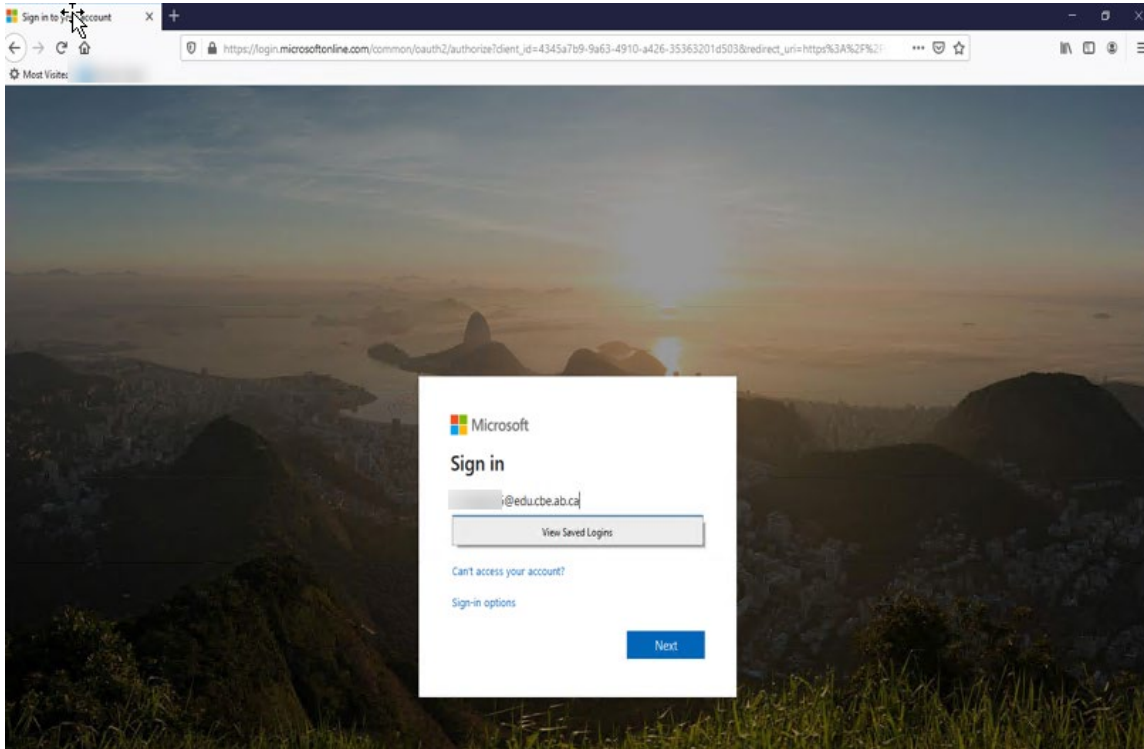 Sign in to your account
https://login.microsoftonline.com/common/oauth2/authorize?client_id=4345a7b9-9a63-4910-a426-35363201d503&redirect_uri=https%3A%2F%2F
Most Visited
Microsoft
Sign in
@edu.cbe.ab.ca
View Saved Logins
Can't access your account?
Sign-in options
Next